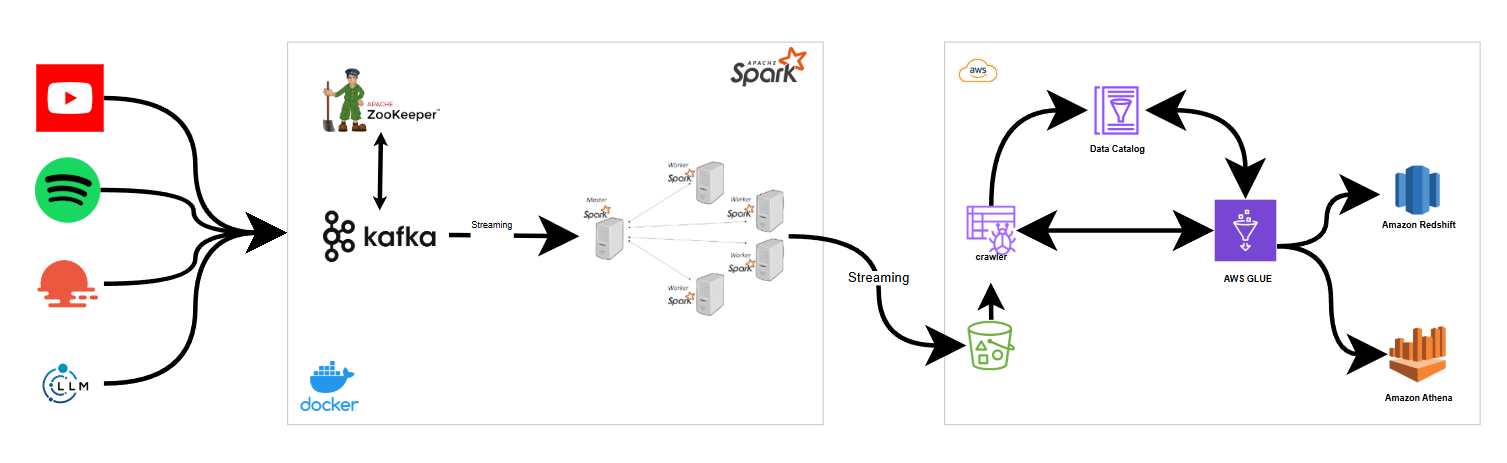 APACHE
ZooKeeper™
kafka
Streaming
APACHE
Spark
Master
Spark
Worker
Spark
Worker
Spark
Worker
Spark
Worker
Spark
LLM
docker
Streaming
aws
Data Catalog
crawler
AWS GLUE
Amazon Redshift
Amazon Athena